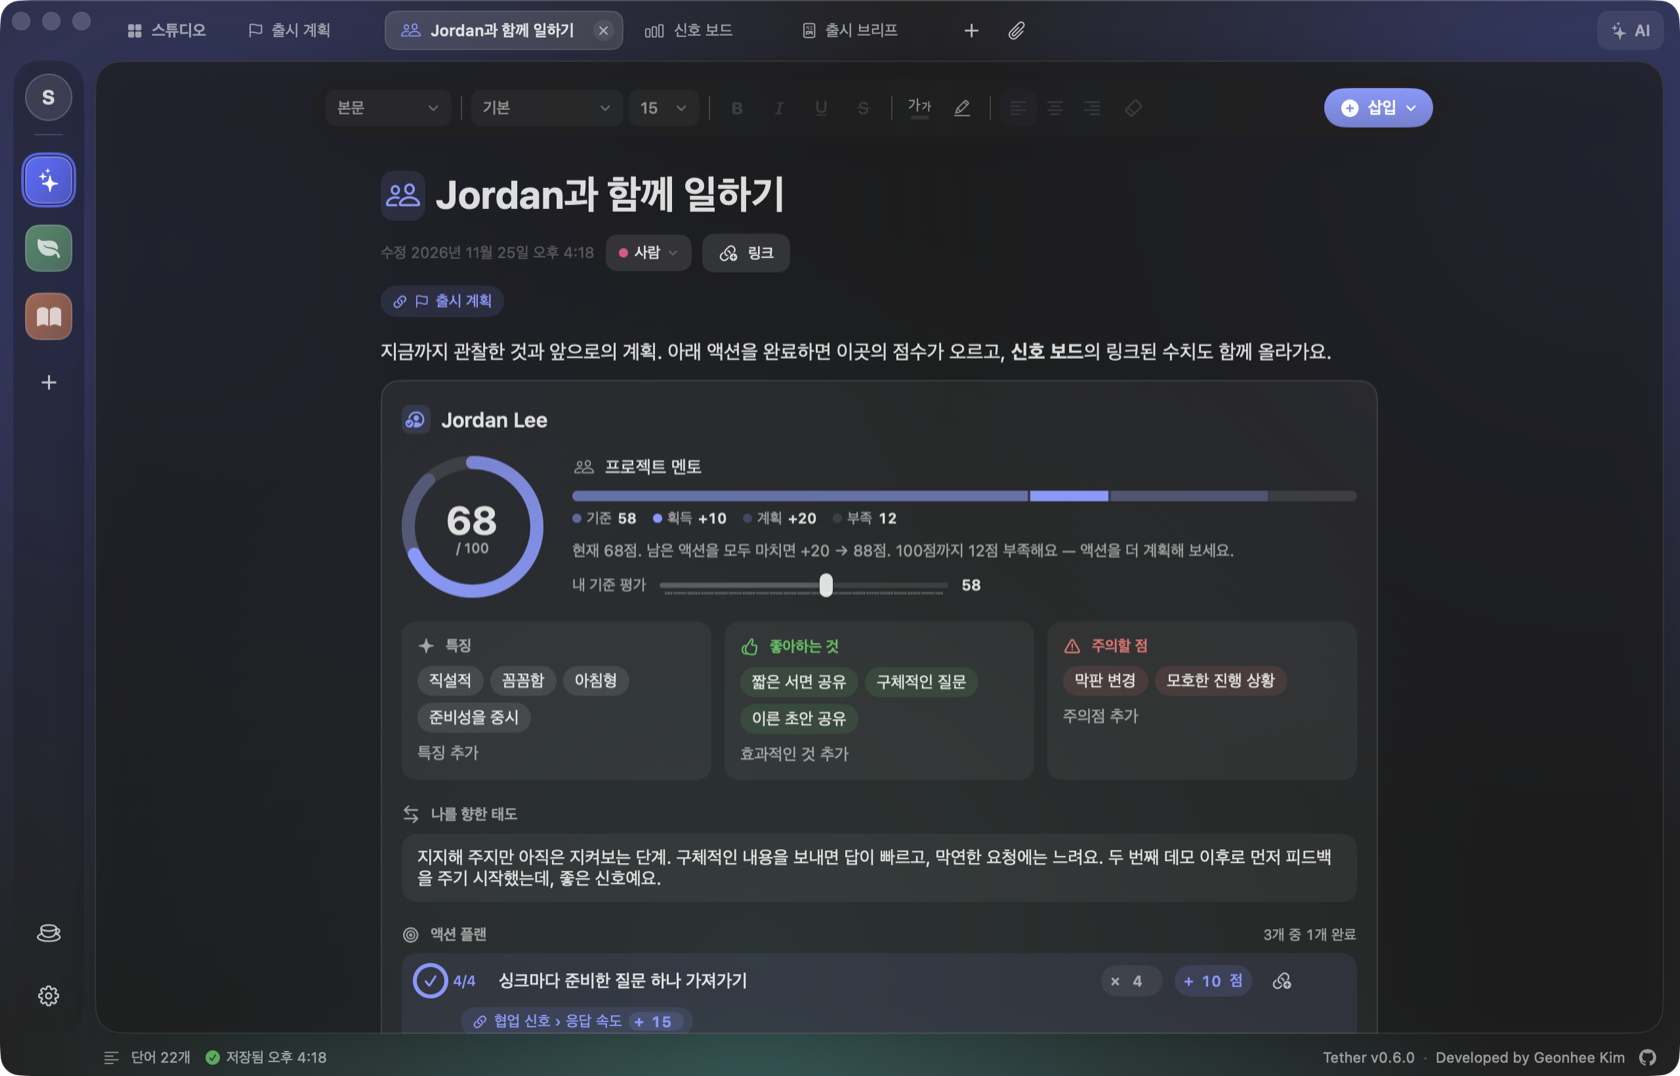 스튜디오
출시 계획
Jordan과 함께 일하기
신호 보드
출시 브리프
AI
S
본문
기본
15
B I U S 가가
삽입
Jordan과 함께 일하기
수정 2026년 11월 25일 오후 4:18
사람
링크
출시 계획
지금까지 관찰한 것과 앞으로의 계획. 아래 액션을 완료하면 이곳의 점수가 오르고, 신호 보드의 링크된 수치도 함께 올라가요.
Jordan Lee
68
/ 100
프로젝트 멘토
기준 58 획득 +10 계획 +20 부족 12
현재 68점. 남은 액션을 모두 마치면 +20 → 88점. 100점까지 12점 부족해요 — 액션을 더 계획해 보세요.
내 기준 평가 58
특징
직설적 꼼꼼함 아침형
준비성을 중시
특징 추가
좋아하는 것
짧은 서면 공유 구체적인 질문
이른 초안 공유
효과적인 것 추가
주의할 점
막판 변경 모호한 진행 상황
주의점 추가
나를 향한 태도
지지해 주지만 아직은 지켜보는 단계. 구체적인 내용을 보내면 답이 빠르고, 막연한 요청에는 느려요. 두 번째 데모 이후로 먼저 피드백
을 주기 시작했는데, 좋은 신호예요.
액션 플랜 3개 중 1개 완료
4/4 싱크마다 준비한 질문 하나 가져가기 × 4 + 10 점
협업 신호 › 응답 속도 + 15
단어 22개 저장됨 오후 4:18
Tether v0.6.0 · Developed by Geonhee Kim